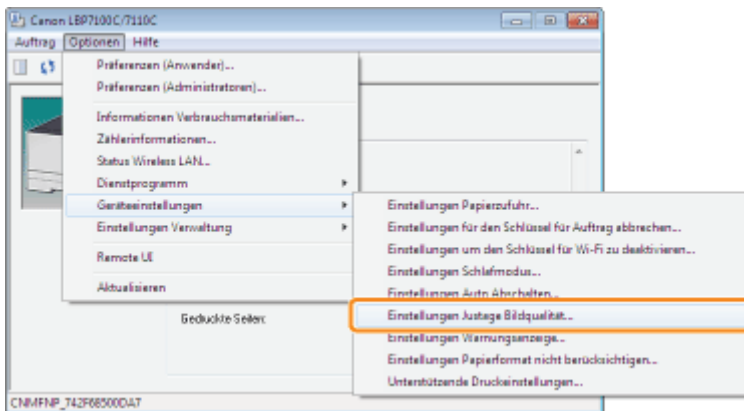 Canon LBP7100C/7110C
Auftrag Optionen Hilfe
Präferenzen (Anwender)...
Präferenzen (Administratoren)...
Informationen Verbrauchsmaterialien...
Zählerinformationen...
Status Wireless LAN...
Dienstprogramm
Geräteeinstellungen
Einstellungen Verwaltung
Remote UI
Aktualisieren
Einstellungen Papierzufuhr...
Einstellungen für den Schlüssel für Auftrag abbrechen...
Einstellungen um den Schlüssel für Wi-Fi zu deaktivieren...
Einstellungen Schlafmodus...
Einstellungen Auto Abschalten...
Einstellungen Justage Bildqualität...
Einstellungen Warnungsanzeige...
Einstellungen Papierformat nicht berücksichtigen...
Unterstützende Druckeinstellungen...
Geduckte Seiten:
CNMFNP_742F68500DA7